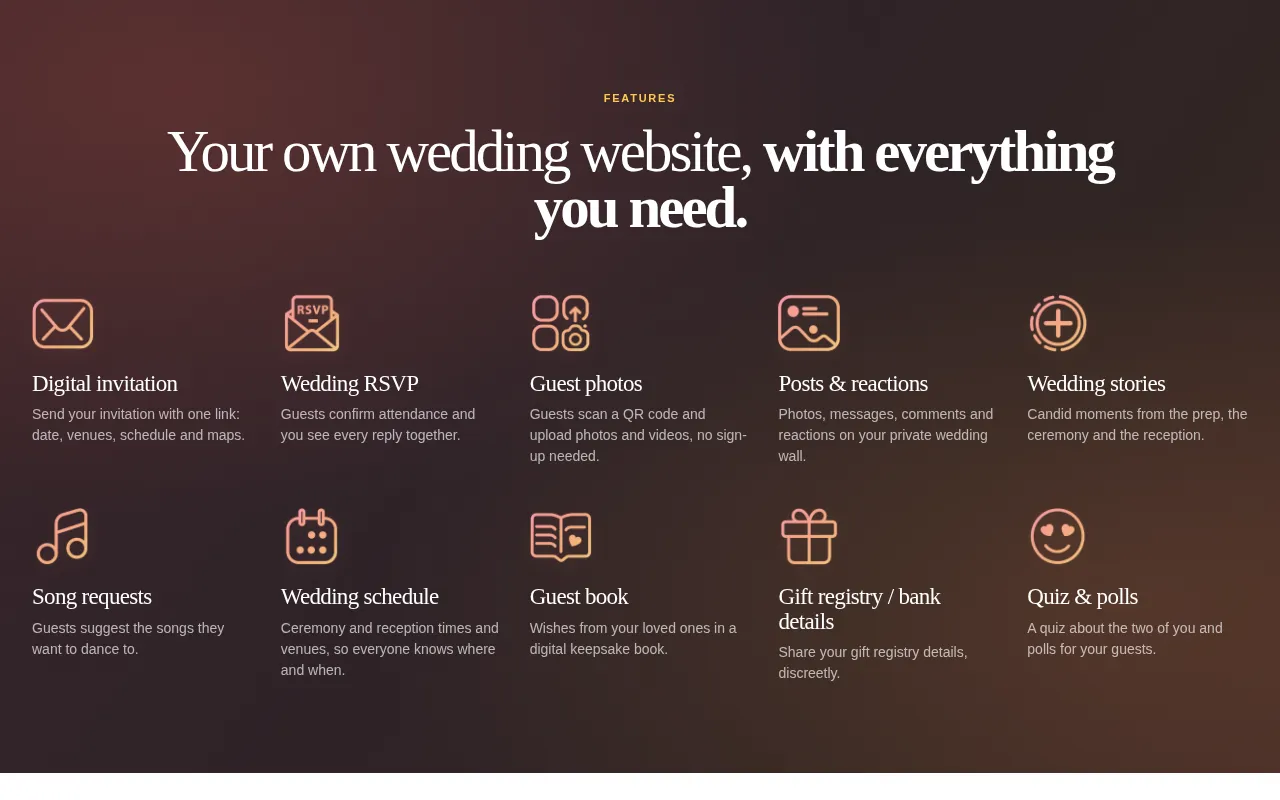 FEATURES
Your own wedding website, with everything
you need.
RSVP
Digital invitation
Send your invitation with one link:
date, venues, schedule and maps.
Wedding RSVP
Guests confirm attendance and
you see every reply together.
Guest photos
Guests scan a QR code and
upload photos and videos, no sign-
up needed.
Posts & reactions
Photos, messages, comments and
reactions on your private wedding
wall.
Wedding stories
Candid moments from the prep, the
ceremony and the reception.
Song requests
Guests suggest the songs they
want to dance to.
Wedding schedule
Ceremony and reception times and
venues, so everyone knows where
and when.
Guest book
Wishes from your loved ones in a
digital keepsake book.
Gift registry / bank
details
Share your gift registry details,
discreetly.
Quiz & polls
A quiz about the two of you and
polls for your guests.